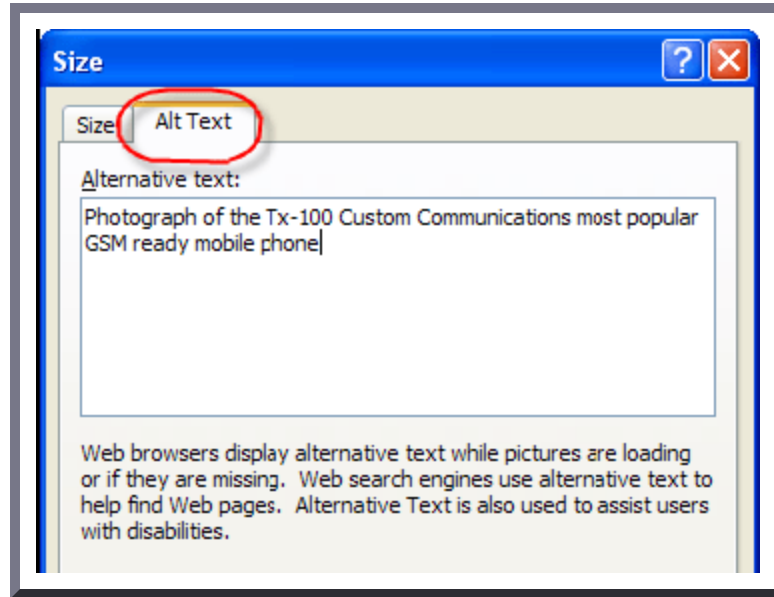 Size
Size
Alt Text
Alternative text:
Photograph of the Tx-100 Custom Communications most popular
GSM ready mobile phone
Web browsers display alternative text while pictures are loading
or if they are missing.  Web search engines use alternative text to
help find Web pages.  Alternative Text is also used to assist users
with disabilities.